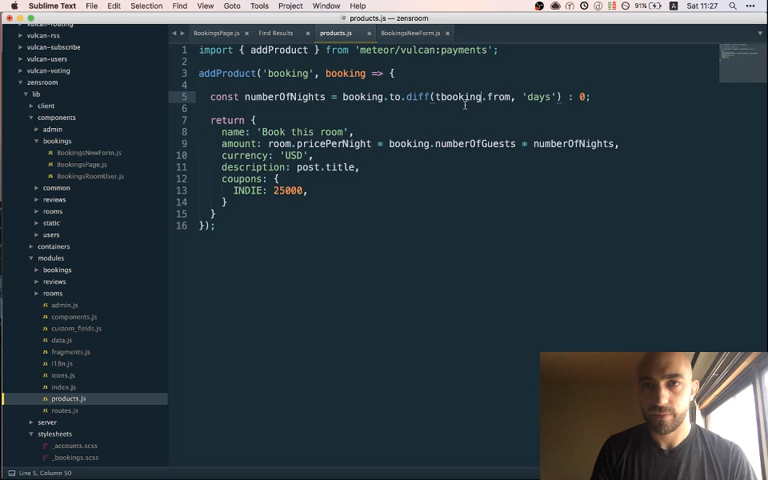 Sublime Text File Edit Selection Find View Goto Tools Project Window Help 91% A Sat 11:27
products.js — zensroom
vulcan-routing
vulcan-rss
vulcan-subscribe
vulcan-users
vulcan-voting
zensroom
lib
client
components
admin
bookings
BookingsNewForm.js
BookingsPage.js
BookingsRoomUser.js
common
reviews
rooms
static
users
containers
modules
bookings
reviews
rooms
admin.js
components.js
custom_fields.js
data.js
fragments.js
i18n.js
icons.js
index.js
products.js
routes.js
server
stylesheets
_accounts.scss
_bookings.scss
BookingsPage.js × Find Results × products.js BookingsNewForm.js ×
1 import { addProduct } from 'meteor/vulcan:payments';
2
3 addProduct('booking', booking => {
4
5 const numberOfNights = booking.to.diff(tbooking.from, 'days') : 0;
6
7 return {
8 name: 'Book this room',
9 amount: room.pricePerNight * booking.numberOfGuests * numberOfNights,
10 currency: 'USD',
11 description: post.title,
12 coupons: {
13 INDIE: 25000,
14 }
15 }
16 });
Line 5, Column 50